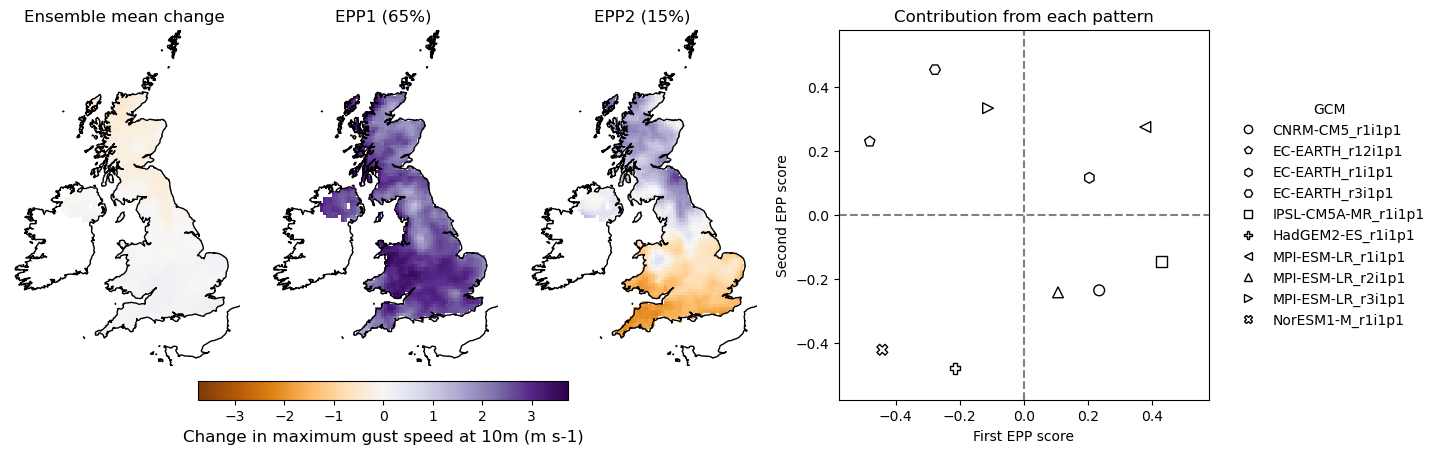 Ensemble mean change
EPP1 (65%)
EPP2 (15%)
−3 −2 −1 0 1 2 3
Change in maximum gust speed at 10m (m s-1)
Contribution from each pattern
Second EPP score
0.4
0.2
0.0
−0.2
−0.4
−0.4 −0.2 0.0 0.2 0.4
First EPP score
GCM
CNRM-CM5_r1i1p1
EC-EARTH_r12i1p1
EC-EARTH_r1i1p1
EC-EARTH_r3i1p1
IPSL-CM5A-MR_r1i1p1
HadGEM2-ES_r1i1p1
MPI-ESM-LR_r1i1p1
MPI-ESM-LR_r2i1p1
MPI-ESM-LR_r3i1p1
NorESM1-M_r1i1p1